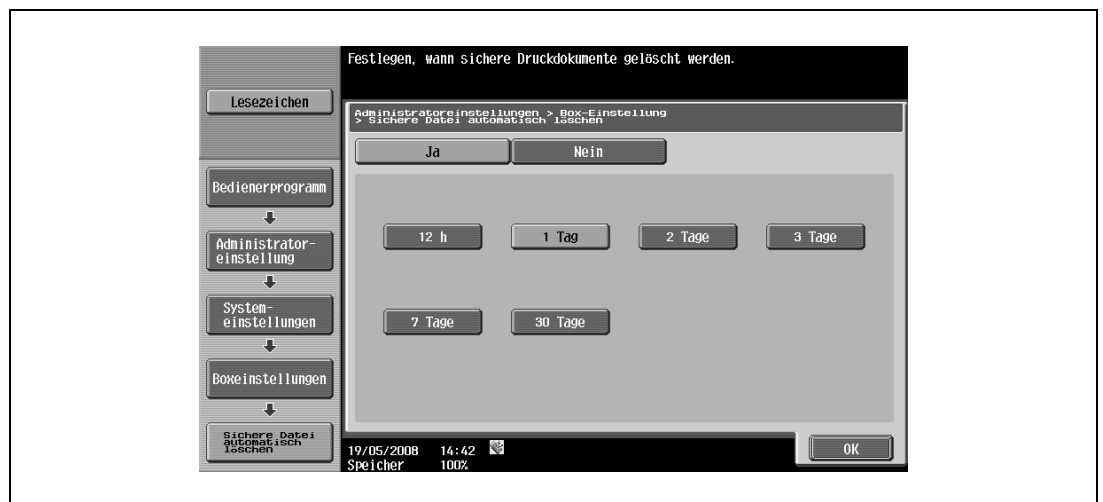 Festlegen, wann sichere Druckdokumente gelöscht werden.
Lesezeichen
Administratoreinstellungen > Box-Einstellung
> Sichere Datei automatisch löschen
Ja
Nein
Bedienerprogramm
Administrator-
einstellung
System-
einstellungen
Boxeinstellungen
Sichere Datei
automatisch
löschen
12 h
1 Tag
2 Tage
3 Tage
7 Tage
30 Tage
19/05/2008 14:42
Speicher 100%
OK